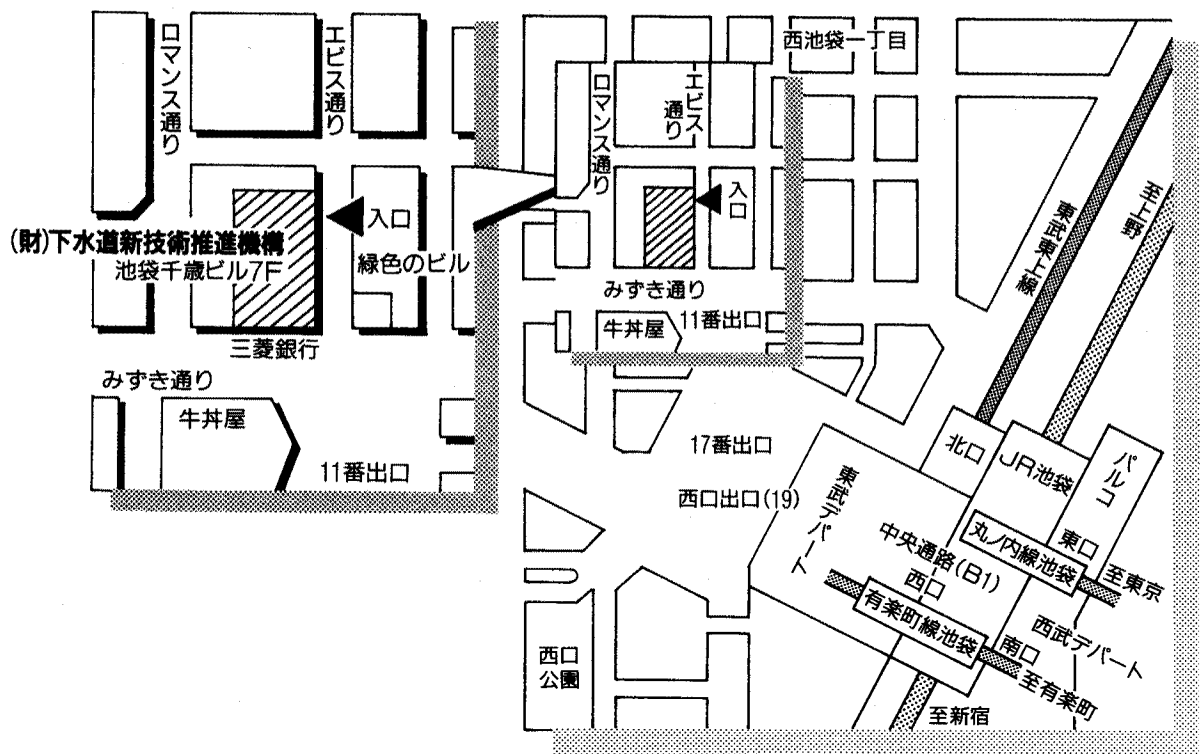 ロマンス通り
エビス通り
入口
(財)下水道新技術推進機構
池袋千歳ビル7F
緑色のビル
三菱銀行
みずき通り
牛丼屋
11番出口
西池袋一丁目
ロマンス通り
エビス
通り
入口
みずき通り
牛丼屋
11番出口
東武東上線
至上野
17番出口
西口出口(19)
北口
JR池袋
パルコ
東武デパート
中央通路(B1)
西口
丸ノ内線池袋
東口
至東京
有楽町線池袋
南口
西武デパート
至有楽町
至新宿
西口
公園